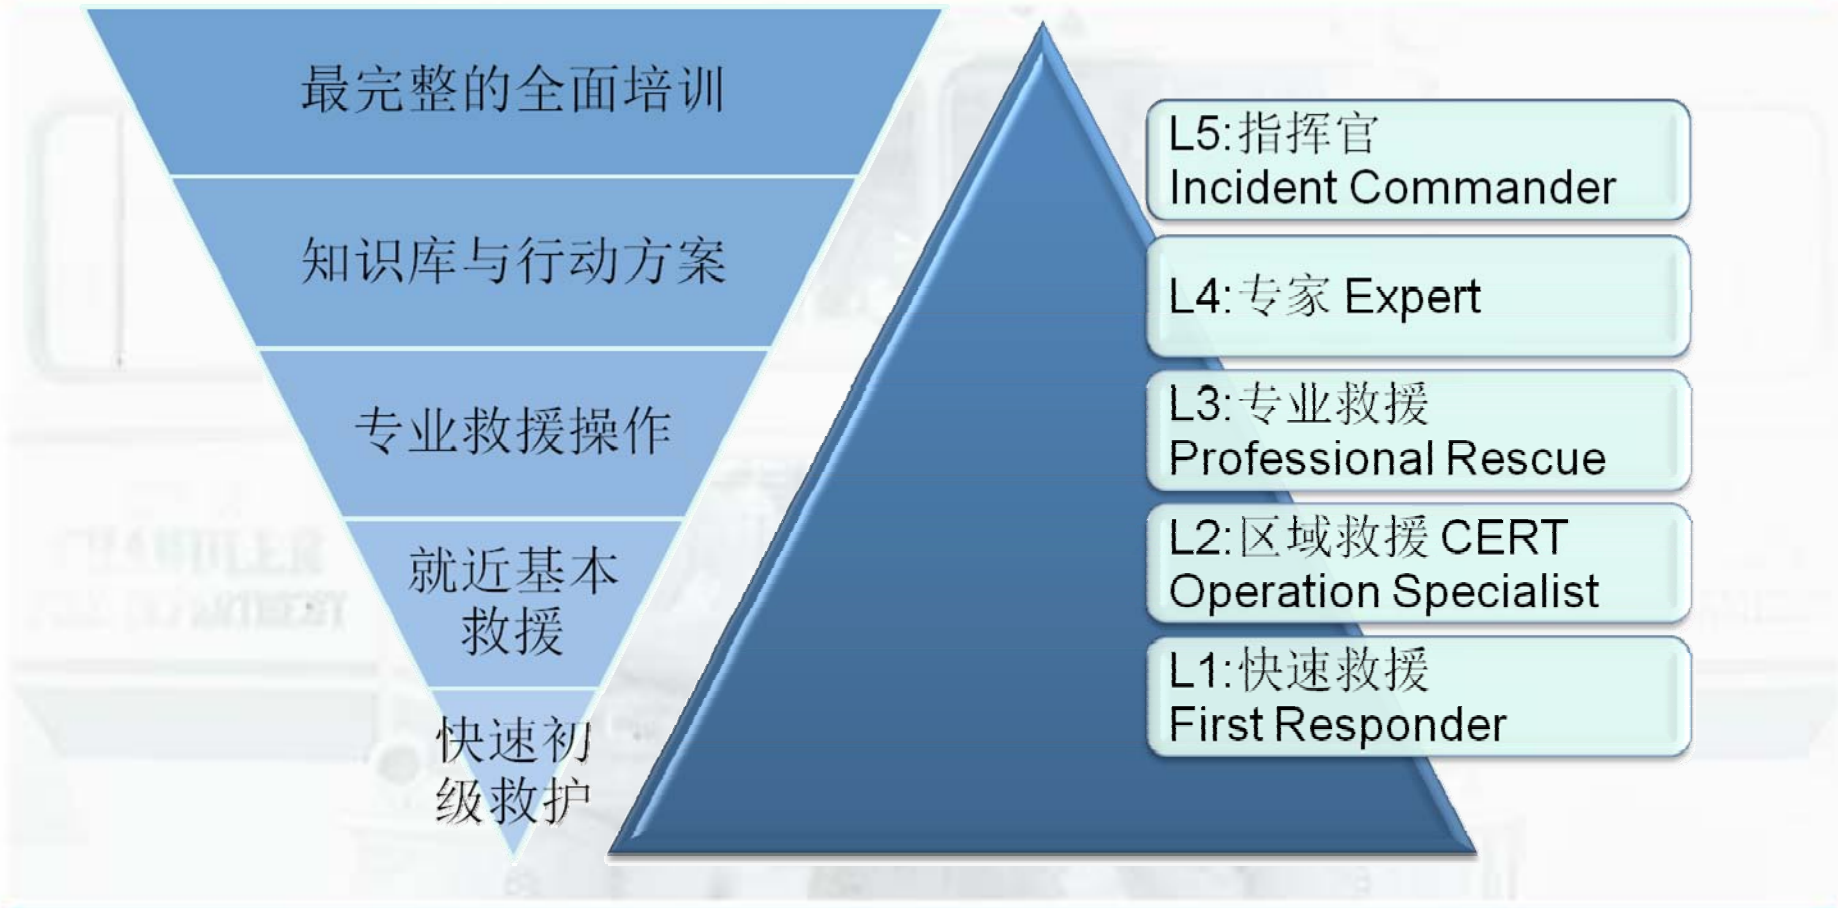 最完整的全面培训
知识库与行动方案
专业救援操作
就近基本
救援
快速初
级救护
L5:指挥官
Incident Commander
L4:专家 Expert
L3:专业救援
Professional Rescue
L2:区域救援 CERT
Operation Specialist
L1:快速救援
First Responder